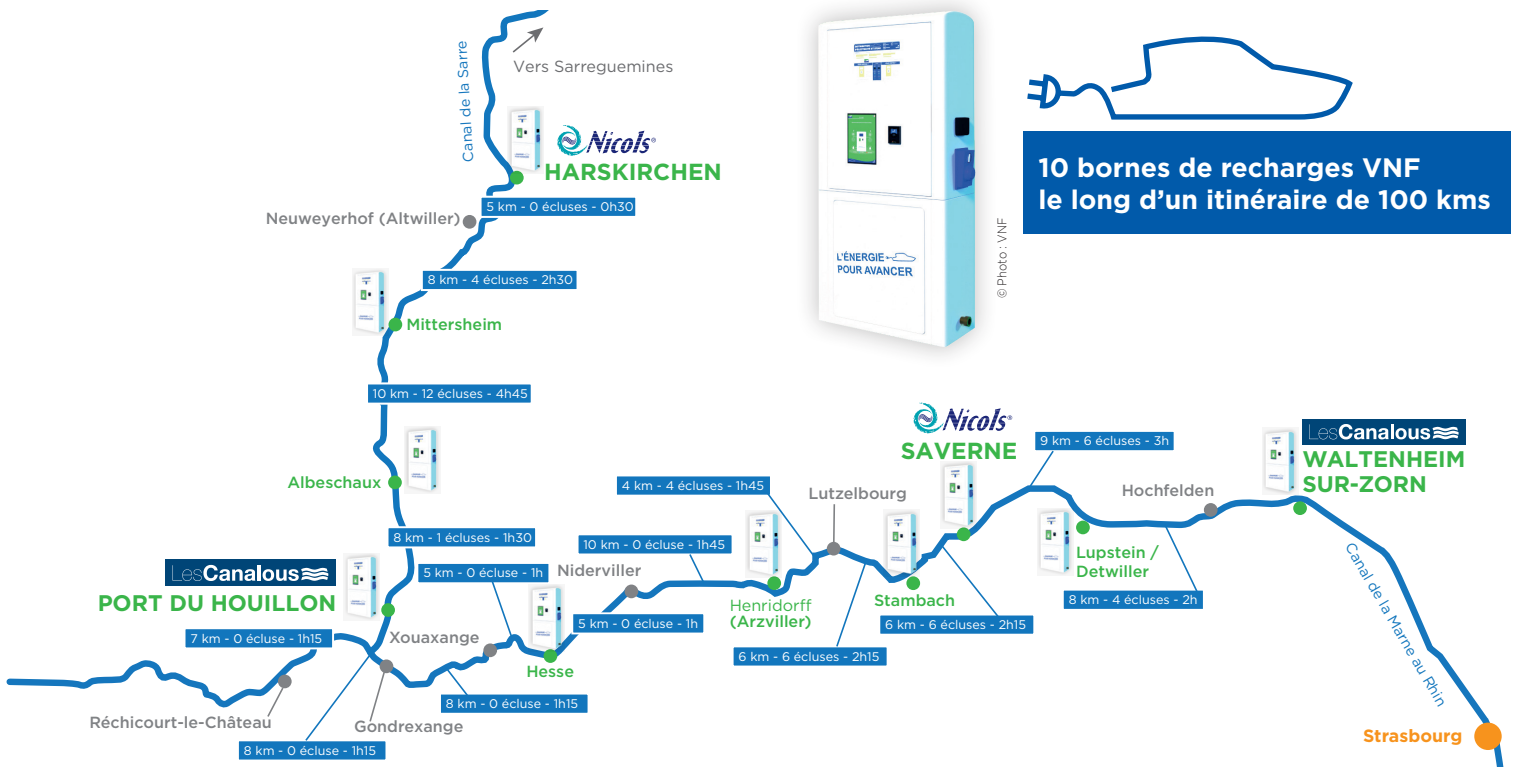 Vers Sarreguemines
Canal de la Sarre
Nicols®
HARSKIRCHEN
5 km - 0 écluses - 0h30
Neuweyerhof (Altwiller)
8 km - 4 écluses - 2h30
Mittersheim
10 km - 12 écluses - 4h45
Albeschaux
8 km - 1 écluses - 1h30
LesCanalous
PORT DU HOUILLON
7 km - 0 écluse - 1h15
Réchicourt-le-Château
8 km - 0 écluse - 1h15
Gondrexange
Xouaxange
8 km - 0 écluse - 1h15
5 km - 0 écluse - 1h
Hesse
Niderviller
5 km - 0 écluse - 1h
10 km - 0 écluse - 1h45
Henridorff
(Arzviller)
4 km - 4 écluses - 1h45
Lutzelbourg
6 km - 6 écluses - 2h15
Stambach
6 km - 6 écluses - 2h15
Nicols®
SAVERNE
9 km - 6 écluses - 3h
Lupstein /
Detwiller
8 km - 4 écluses - 2h
Hochfelden
LesCanalous
WALTENHEIM
SUR-ZORN
Canal de la Marne au Rhin
Strasbourg
L'ÉNERGIE
POUR AVANCER
© Photo : VNF
10 bornes de recharges VNF
le long d'un itinéraire de 100 kms